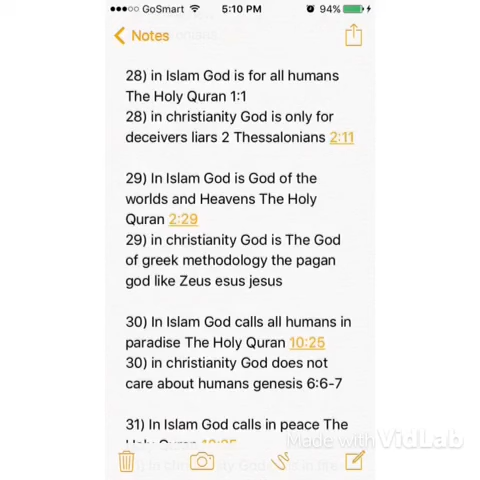 GoSmart 5:10 PM 94%
Notes
28) in Islam God is for all humans
The Holy Quran 1:1
28) in christianity God is only for
deceivers liars 2 Thessalonians 2:11
29) In Islam God is God of the
worlds and Heavens The Holy
Quran 2:29
29) in christianity God is The God
of greek methodology the pagan
god like Zeus esus jesus
30) In Islam God calls all humans in
paradise The Holy Quran 10:25
30) in christianity God does not
care about humans genesis 6:6-7
31) In Islam God calls in peace The
Holy Quran 10:25
Made with VidLab